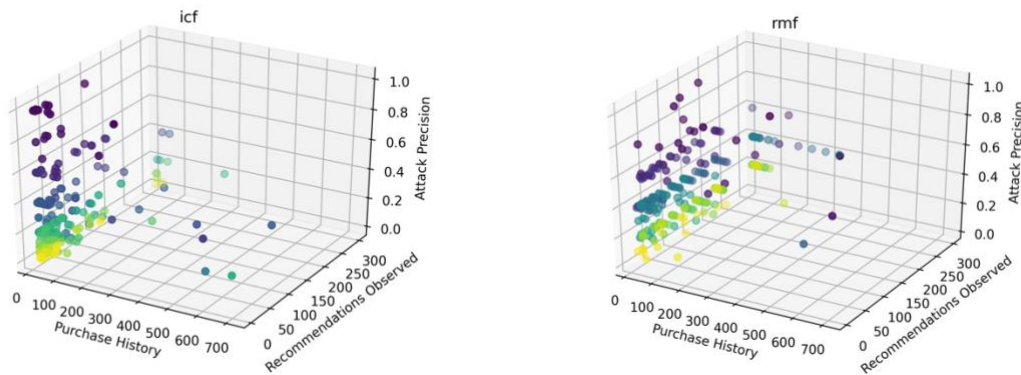 icf
1.0
0.8
0.6
0.4
0.2
0.0
Attack Precision
0 100 200 300 400 500 600 700
Purchase History
0 50 100 150 200 250 300
Recommendations Observed
rmf
1.0
0.8
0.6
0.4
0.2
0.0
Attack Precision
0 100 200 300 400 500 600 700
Purchase History
0 50 100 150 200 250 300
Recommendations Observed